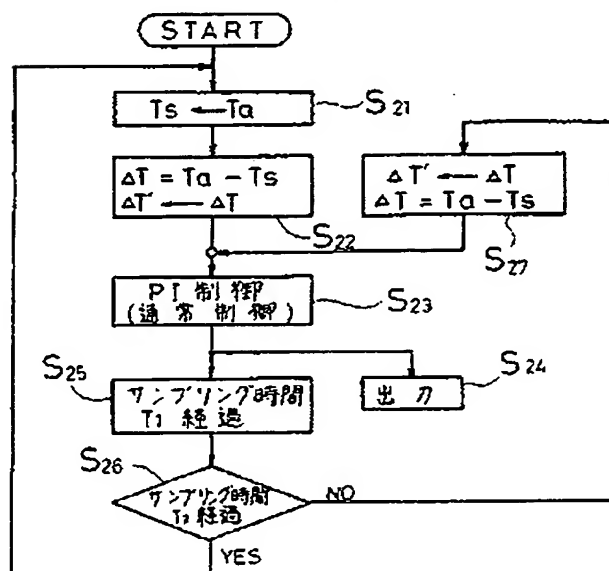 START
Ts ← Ta
S21
ΔT = Ta - Ts
ΔT' ← ΔT
S22
ΔT' ← ΔT
ΔT = Ta - Ts
S27
PI 制御
(通常制御)
S23
S24
出力
S25
サンプリング時間
T1 経過
S26
サンプリング時間
T2 経過
NO
YES